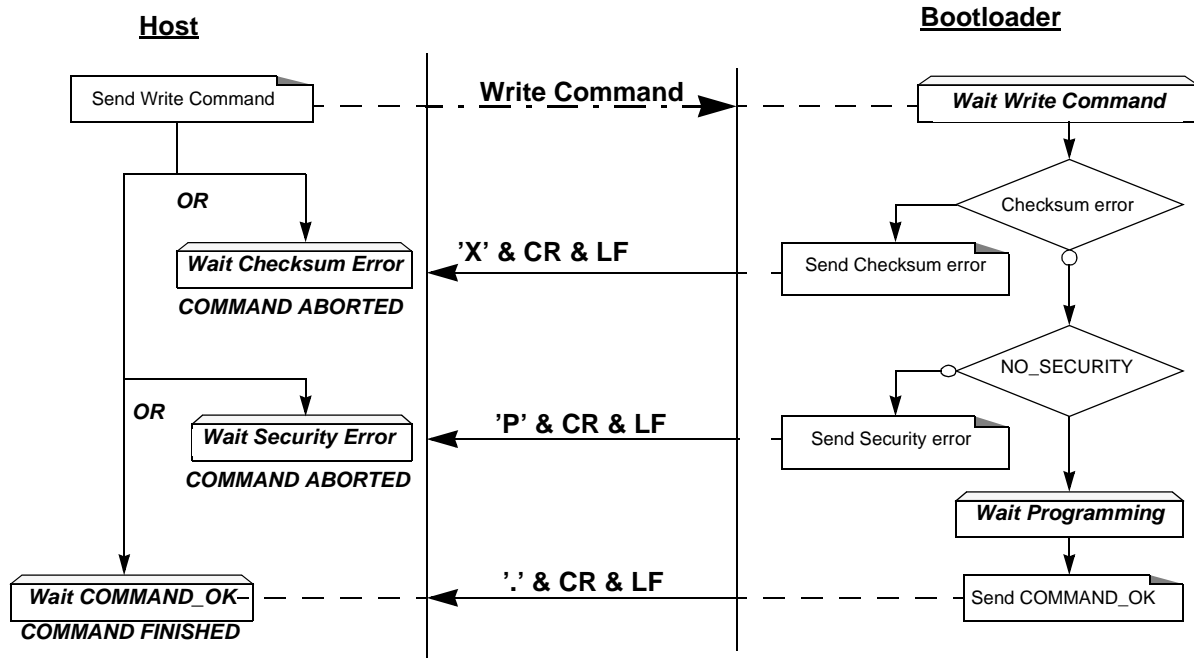 Host
Bootloader
Send Write Command
Write Command
Wait Write Command
OR
Checksum error
Wait Checksum Error
'X' & CR & LF
Send Checksum error
COMMAND ABORTED
NO_SECURITY
OR
Wait Security Error
'P' & CR & LF
Send Security error
COMMAND ABORTED
Wait Programming
Wait COMMAND_OK
'.' & CR & LF
Send COMMAND_OK
COMMAND FINISHED